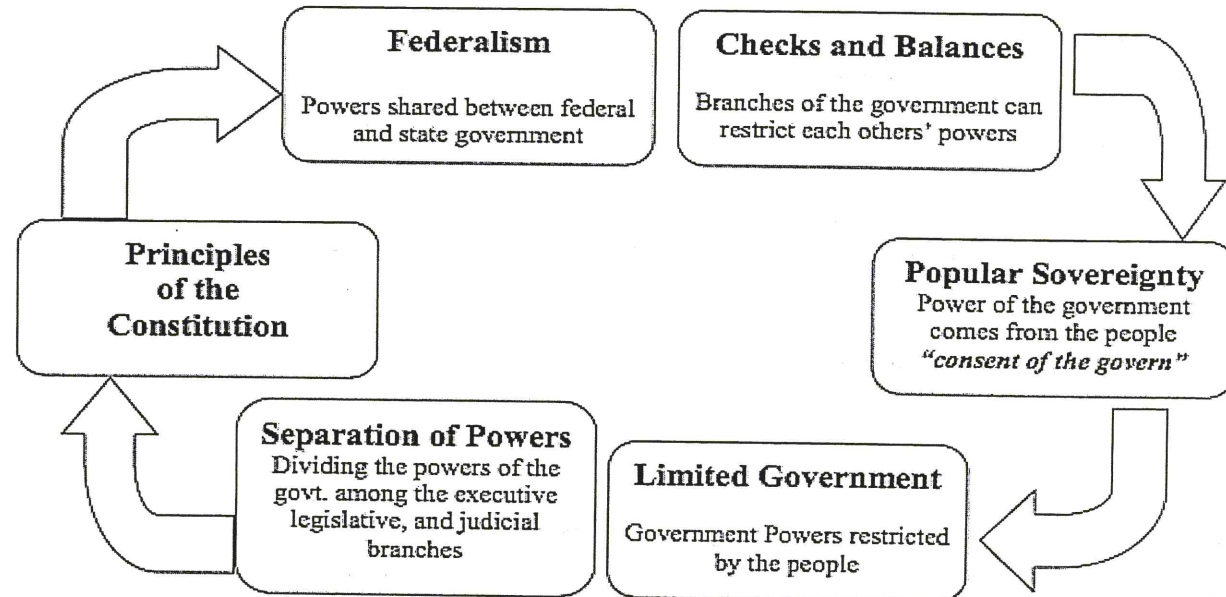 Federalism
Powers shared between federal
and state government
Checks and Balances
Branches of the government can
restrict each others' powers
Popular Sovereignty
Power of the government
comes from the people
"consent of the govern"
Limited Government
Government Powers restricted
by the people
Separation of Powers
Dividing the powers of the
govt. among the executive
legislative, and judicial
branches
Principles
of the
Constitution